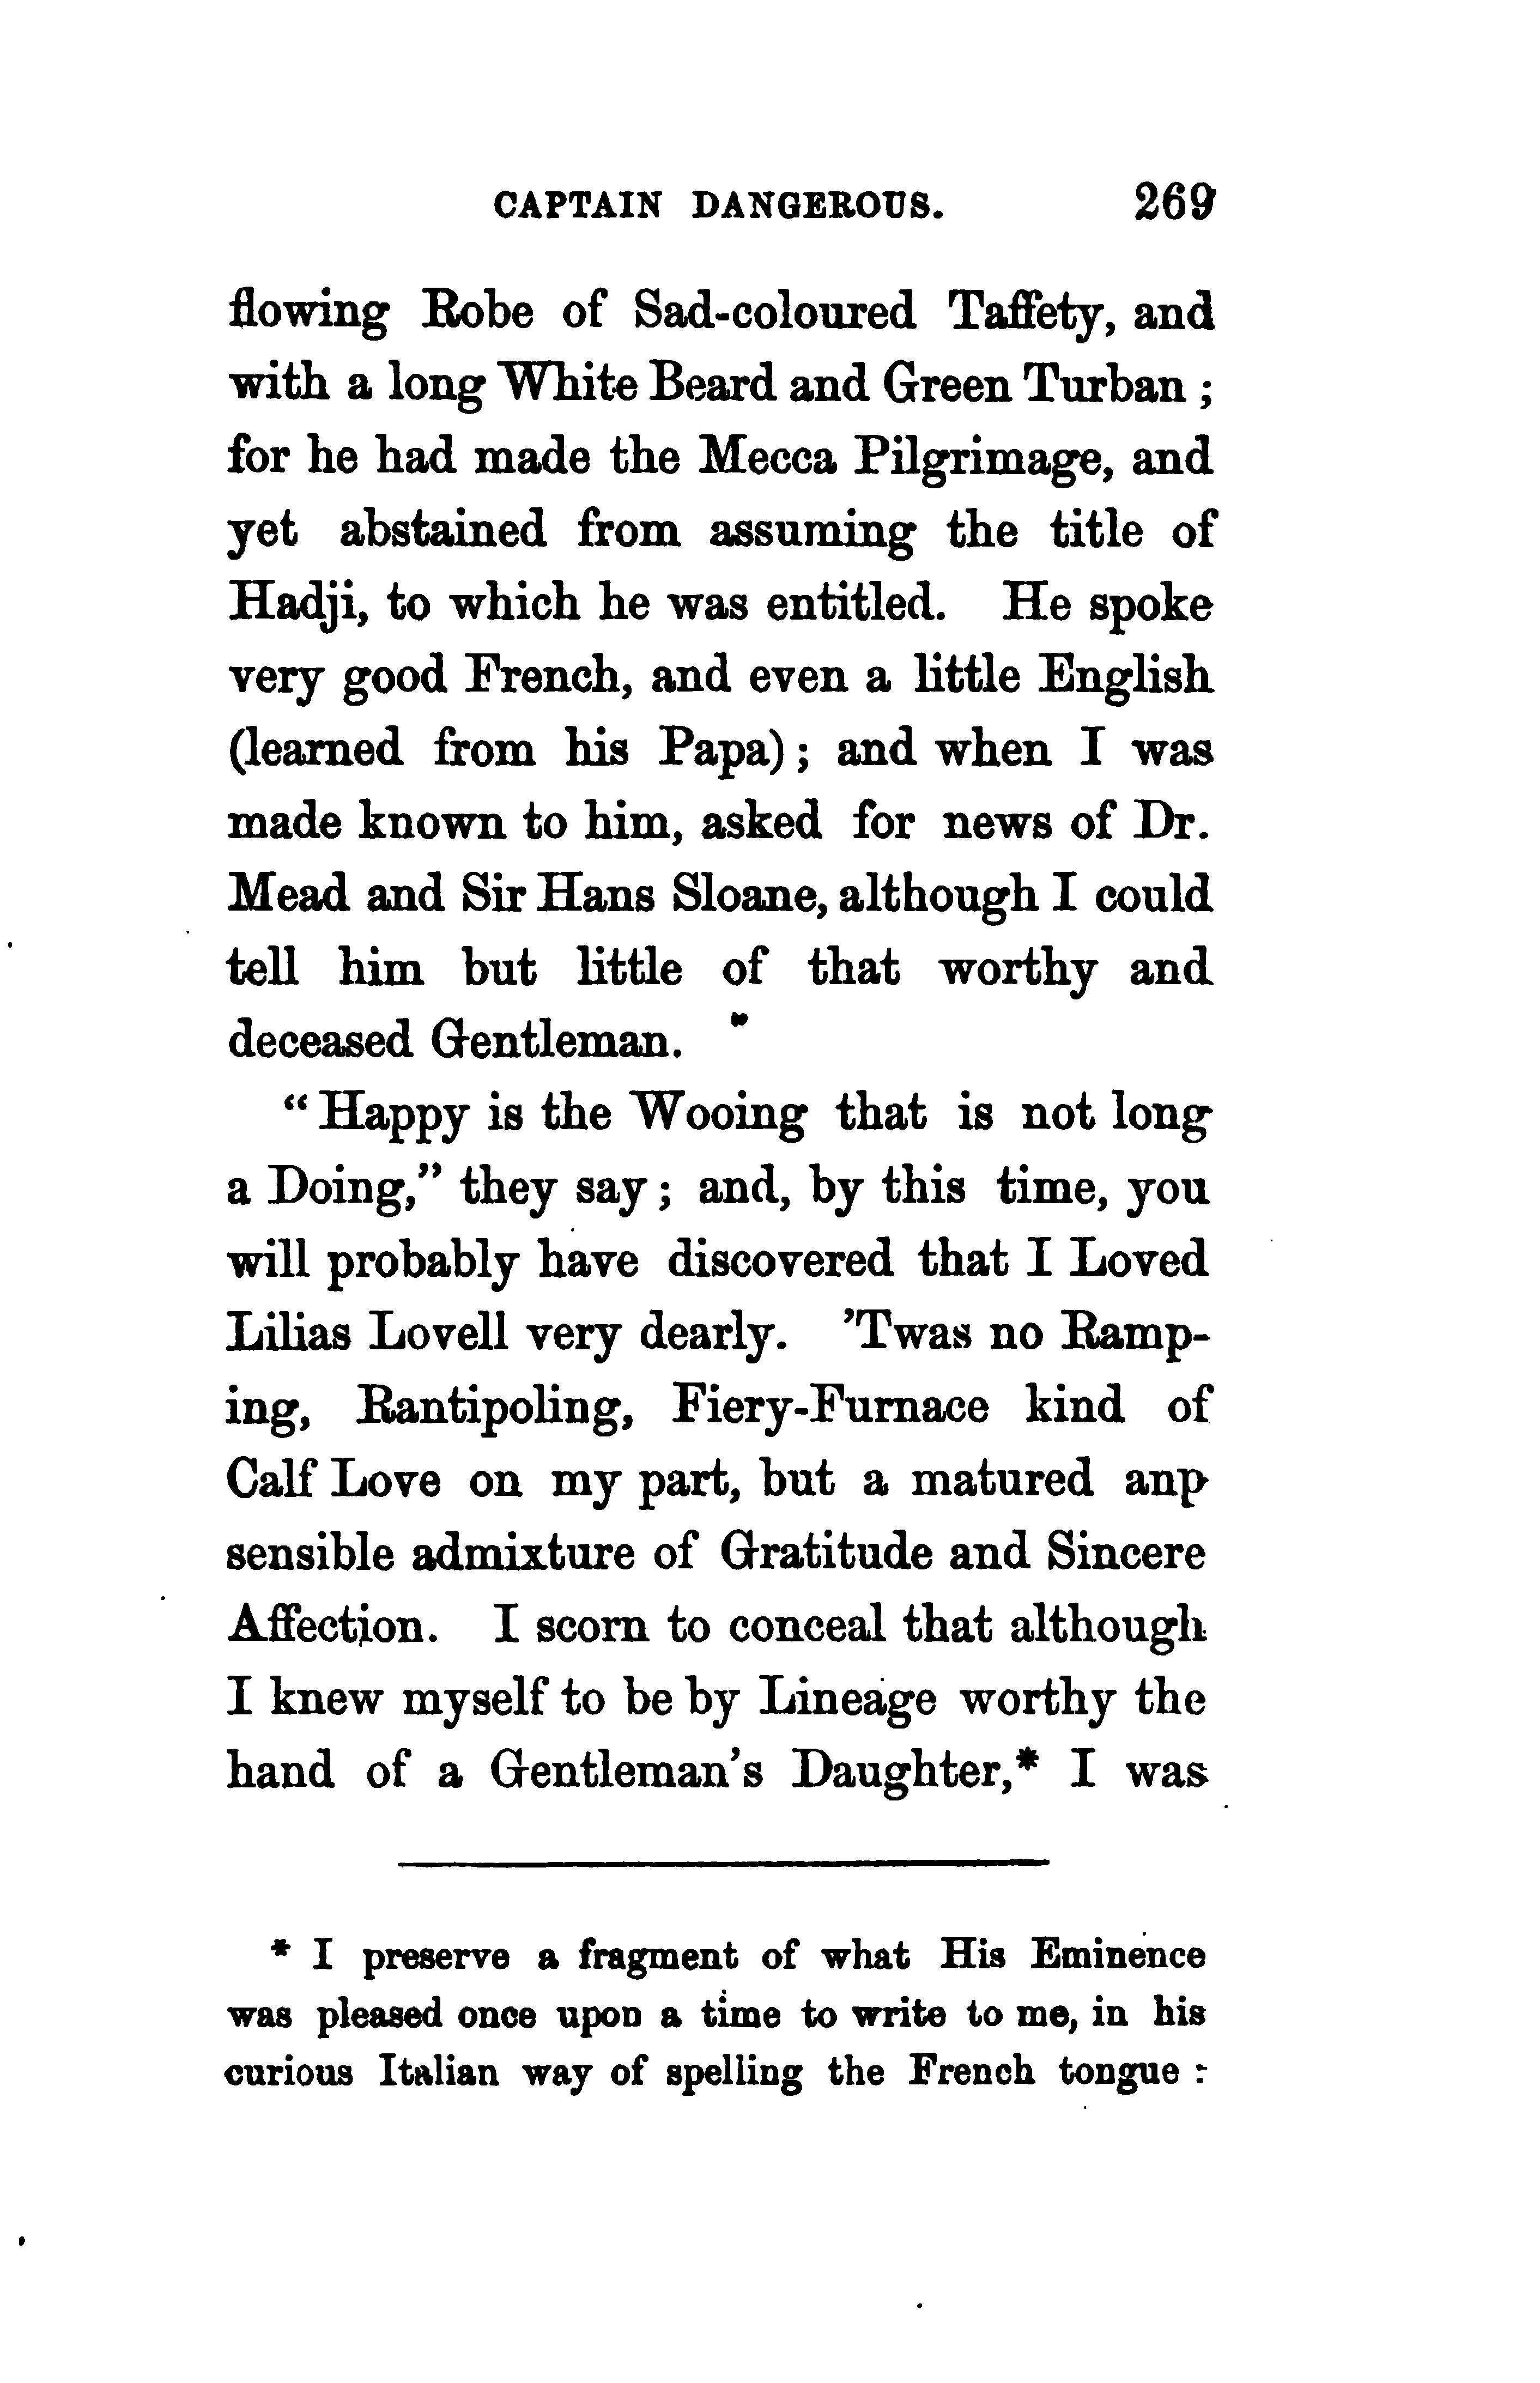 CAPTAIN DANGEROUS. 269
flowing Robe of Sad-coloured Taffety, and
with a long White Beard and Green Turban ;
for he had made the Mecca Pilgrimage, and
yet abstained from assuming the title of
Hadji, to which he was entitled. He spoke
very good French, and even a little English
(learned from his Papa) ; and when I was
made known to him, asked for news of Dr.
Mead and Sir Hans Sloane, although I could
tell him but little of that worthy and
deceased Gentleman.
“ Happy is the Wooing that is not long
a Doing,” they say ; and, by this time, you
will probably have discovered that I Loved
Lilias Lovell very dearly. ’Twas no Ramp-
ing, Rantipoling, Fiery-Furnace kind of
Calf Love on my part, but a matured anp
sensible admixture of Gratitude and Sincere
Affection. I scorn to conceal that although
I knew myself to be by Lineage worthy the
hand of a Gentleman’s Daughter,* I was
* I preserve a fragment of what His Eminence
was pleased once upon a time to write to me, in his
curious Italian way of spelling the French tongue :